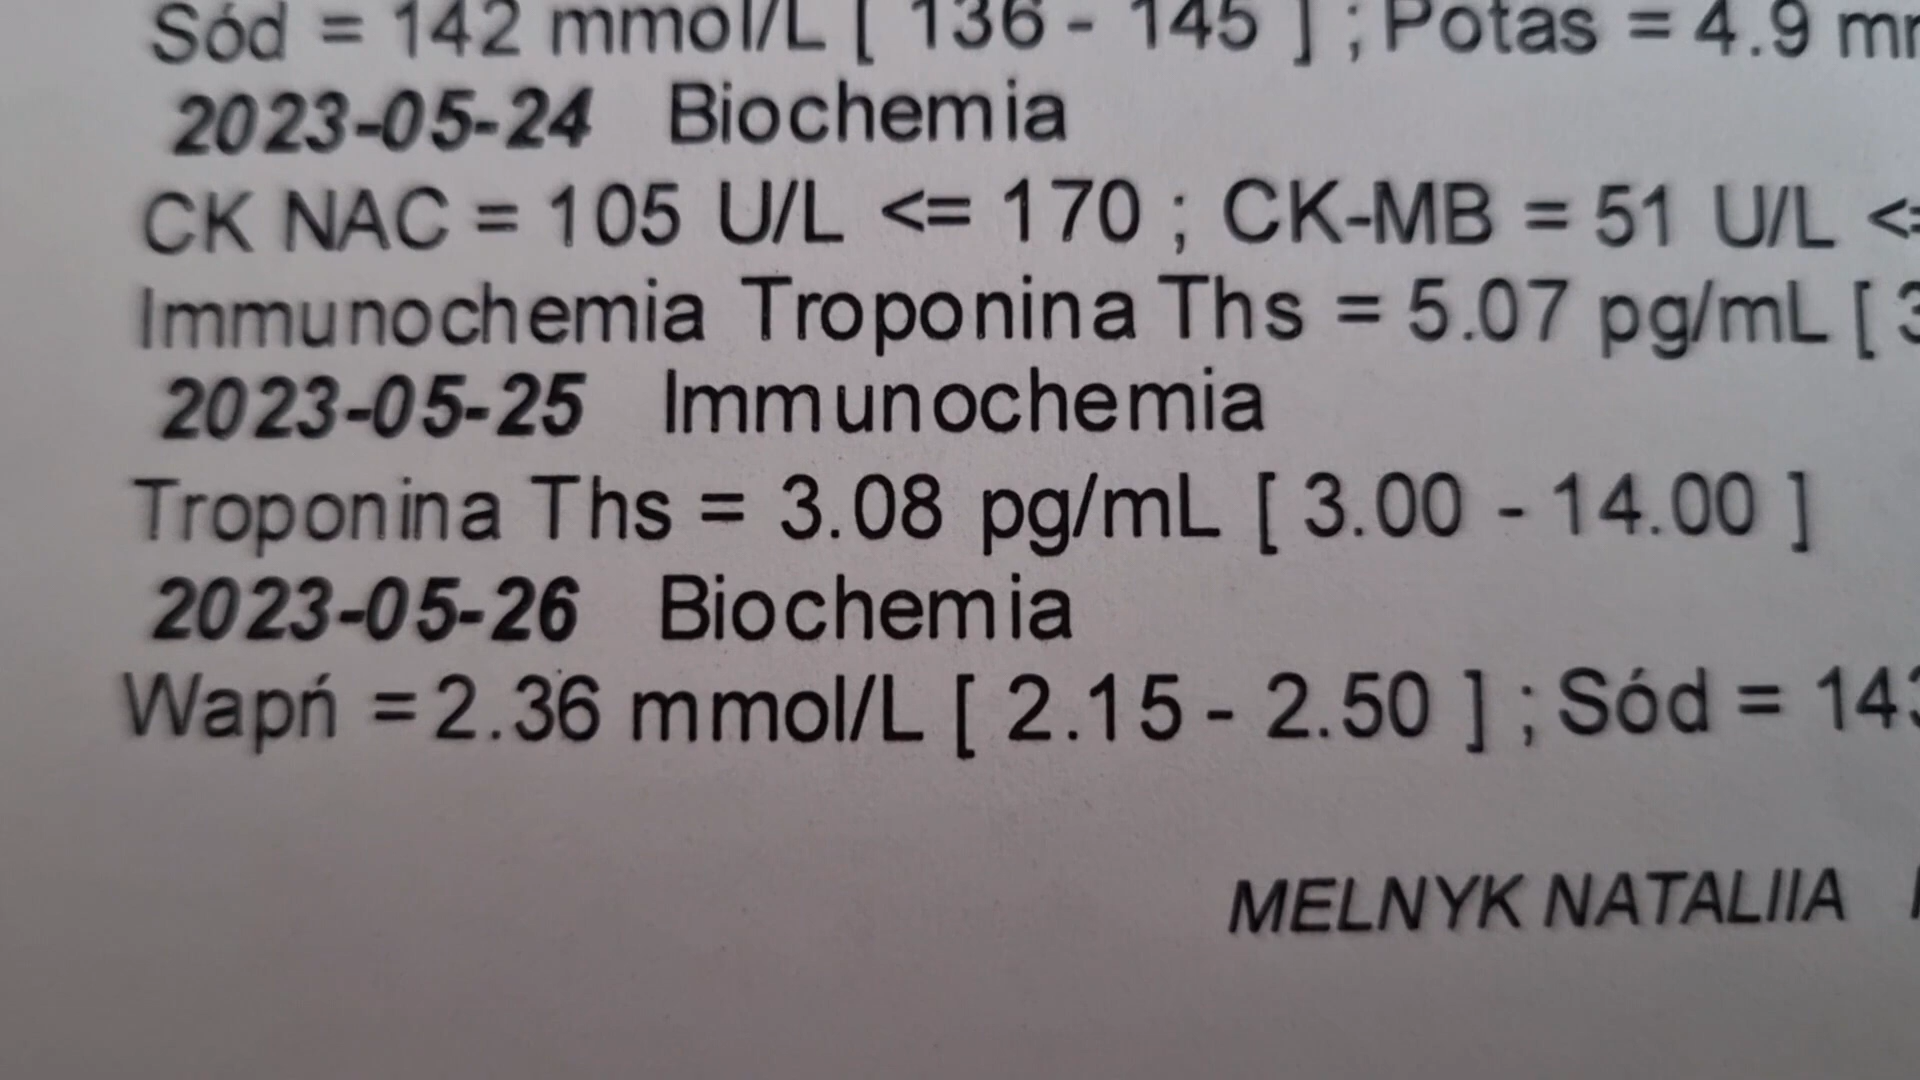 Sód = 142 mmol/L [ 136 - 145 ] ; Potas = 4.9
2023-05-24 Biochemia
CK NAC = 105 U/L <= 170 ; CK-MB = 51 U/L <=
Immunochemia Troponina Ths = 5.07 pg/mL [ 3
2023-05-25 Immunochemia
Troponina Ths = 3.08 pg/mL [ 3.00 - 14.00 ]
2023-05-26 Biochemia
Wapń = 2.36 mmol/L [ 2.15 - 2.50 ] ; Sód = 143
MELNYK NATALIIA